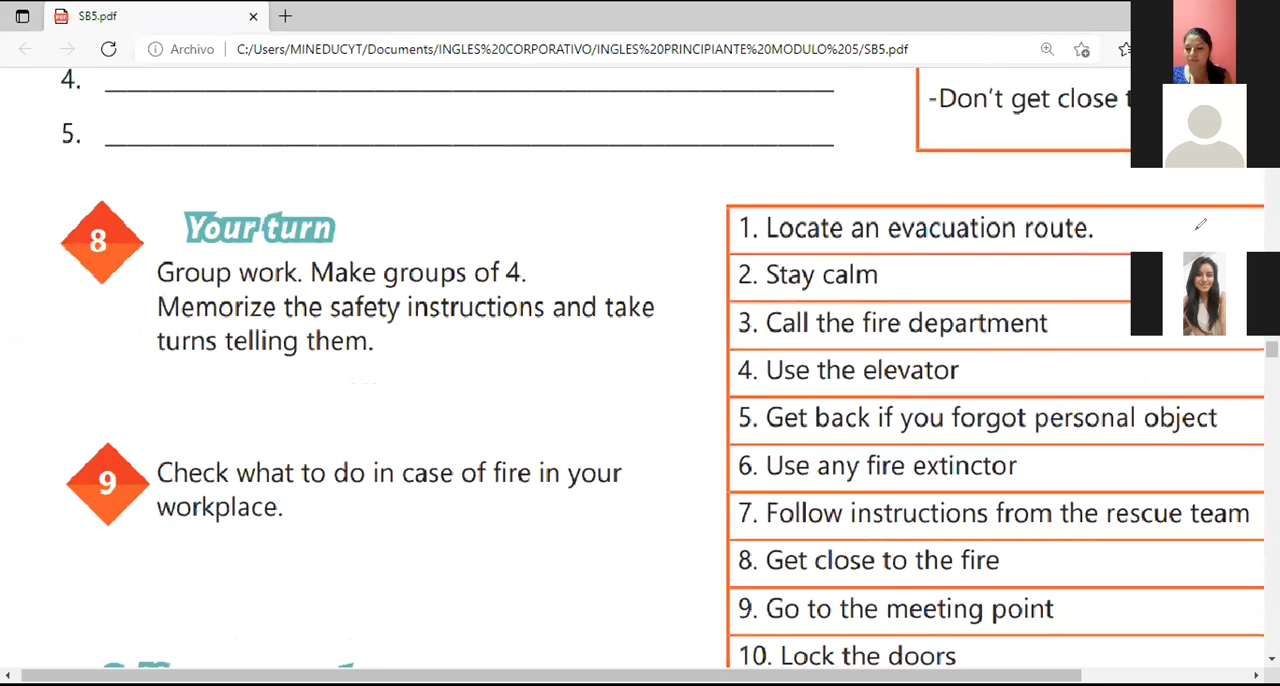 SB5.pdf
Archivo
C:/Users/MINEDUCYT/Documents/INGLES%20CORPORATIVO/INGLES%20PRINCIPIANTE%20MODULO%205/SB5.pdf
4.
5.
-Don't get close
8
Your turn
Group work. Make groups of 4.
Memorize the safety instructions and take
turns telling them.
9
Check what to do in case of fire in your
workplace.
1. Locate an evacuation route.
2. Stay calm
3. Call the fire department
4. Use the elevator
5. Get back if you forgot personal object
6. Use any fire extinctor
7. Follow instructions from the rescue team
8. Get close to the fire
9. Go to the meeting point
10. Lock the doors